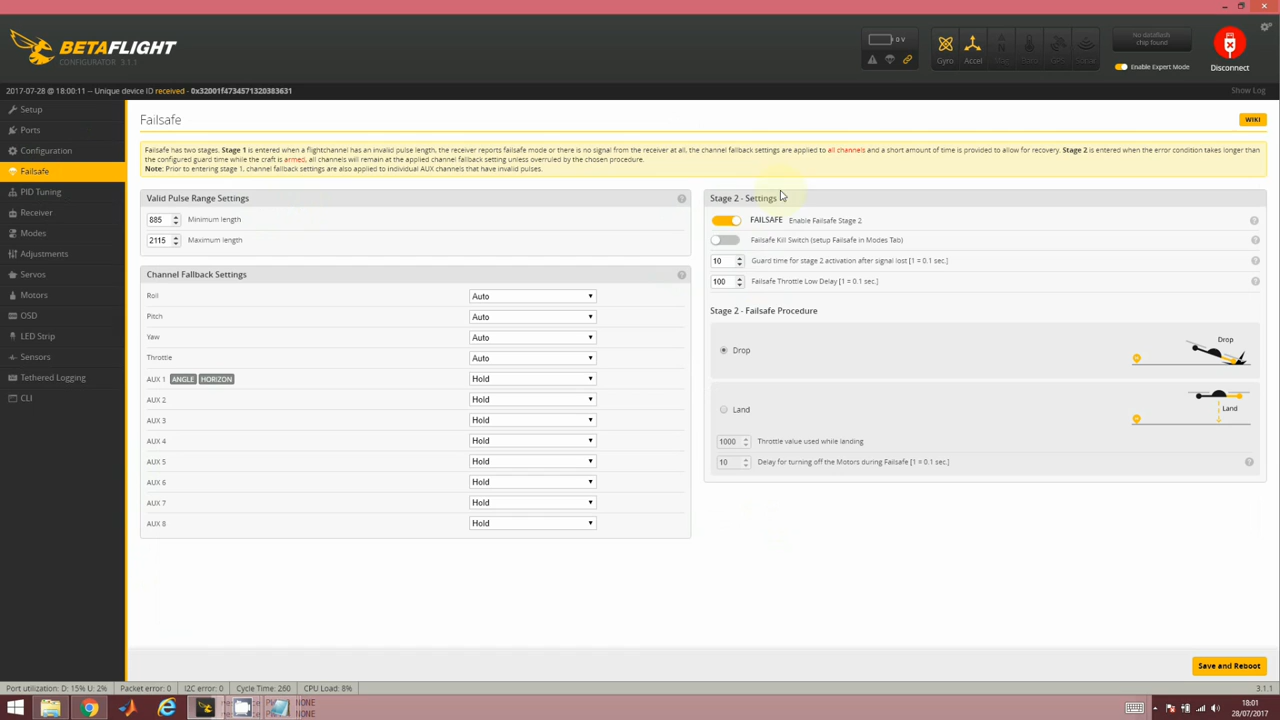 BETAFLIGHT
CONFIGURATOR 3.1.1
0 V
Gyro
Accel
No dataflash
chip found
Enable Expert Mode
Disconnect
2017-07-28 @ 18:00:11 -- Unique device ID received - 0x32001f4734571320383631
Show Log
Setup
Ports
Configuration
Failsafe
PID Tuning
Receiver
Modes
Adjustments
Servos
Motors
OSD
LED Strip
Sensors
Tethered Logging
CLI
Failsafe
WIKI
Failsafe has two stages. Stage 1 is entered when a flightchannel has an invalid pulse length, the receiver reports failsafe mode or there is no signal from the receiver at all, the channel fallback settings are applied to all channels and a short amount of time is provided to allow for recovery. Stage 2 is entered when the error condition takes longer than
the configured guard time while the craft is armed, all channels will remain at the applied channel fallback setting unless overruled by the chosen procedure.
Note: Prior to entering stage 1, channel fallback settings are also applied to individual AUX channels that have invalid pulses.
Valid Pulse Range Settings
885 Minimum length
2115 Maximum length
Channel Fallback Settings
Roll Auto
Pitch Auto
Yaw Auto
Throttle Auto
AUX 1 ANGLE HORIZON Hold
AUX 2 Hold
AUX 3 Hold
AUX 4 Hold
AUX 5 Hold
AUX 6 Hold
AUX 7 Hold
AUX 8 Hold
Stage 2 - Settings
FAILSAFE Enable Failsafe Stage 2
Failsafe Kill Switch (setup Failsafe in Modes Tab)
10 Guard time for stage 2 activation after signal lost [1 = 0.1 sec.]
100 Failsafe Throttle Low Delay [1 = 0.1 sec.]
Stage 2 - Failsafe Procedure
Drop
Drop
Land
Land
1000 Throttle value used while landing
10 Delay for turning off the Motors during Failsafe [1 = 0.1 sec.]
Save and Reboot
Port utilization: D: 15% U: 2% Packet error: 0 I2C error: 0 Cycle Time: 260 CPU Load: 8% 3.1.1
NONE
NONE
18:01
28/07/2017